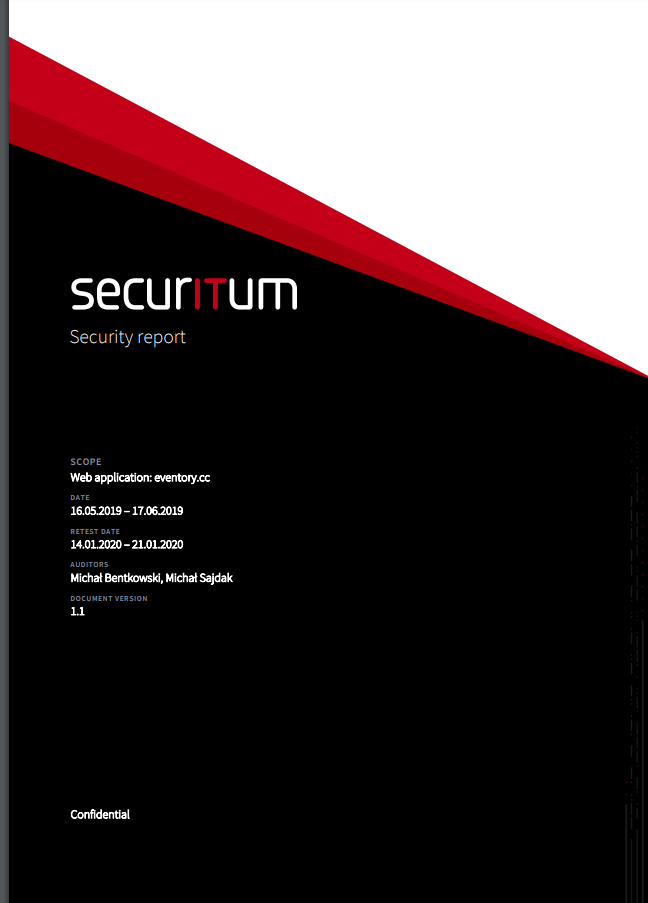 securITum
Security report
SCOPE
Web application: eventory.cc
DATE
16.05.2019 – 17.06.2019
RETEST DATE
14.01.2020 – 21.01.2020
AUDITORS
Michał Bentkowski, Michał Sajdak
DOCUMENT VERSION
1.1
Confidential